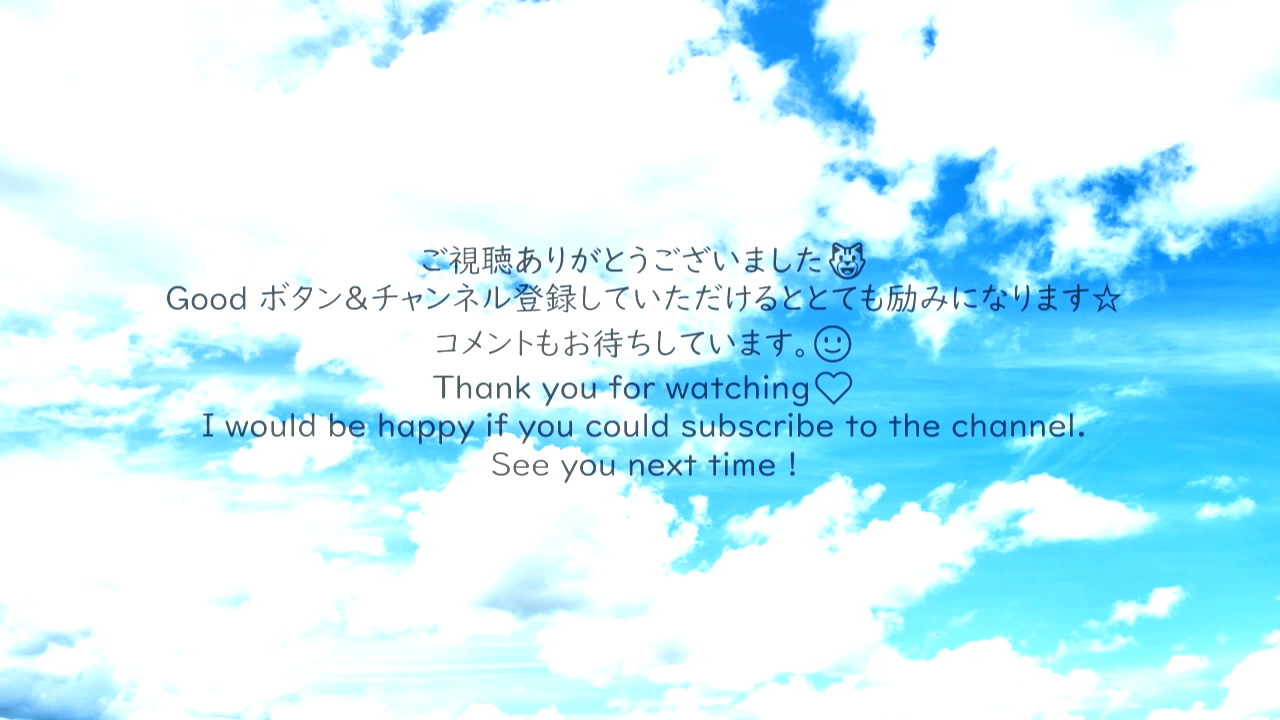 ご視聴ありがとうございました😺
Good ボタン&チャンネル登録していただけるととても励みになります☆
コメントもお待ちしています。☺
Thank you for watching♡
I would be happy if you could subscribe to the channel.
See you next time !